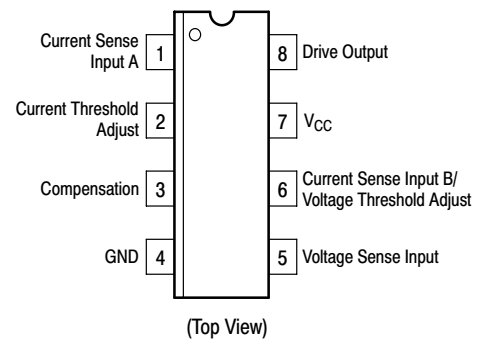 Current Sense
Input A
1
8
Drive Output
Current Threshold
Adjust
2
7
VCC
Compensation
3
6
Current Sense Input B/
Voltage Threshold Adjust
GND
4
5
Voltage Sense Input
(Top View)